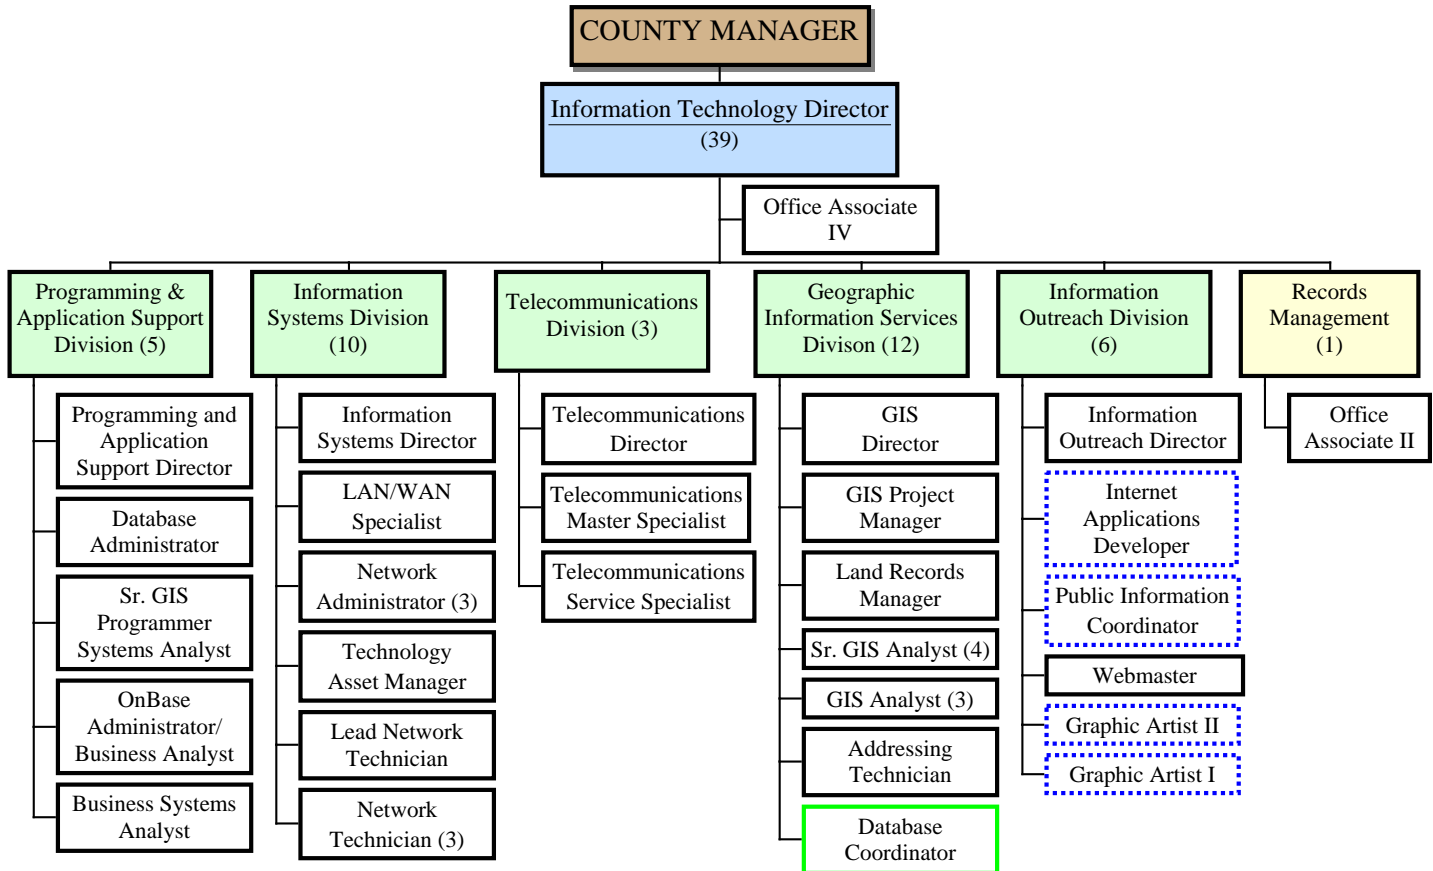 COUNTY MANAGER
Information Technology Director
(39)
Office Associate
IV
Programming &
Application Support
Division (5)
Programming and
Application
Support Director
Database
Administrator
Sr. GIS
Programmer
Systems Analyst
OnBase
Administrator/
Business Analyst
Business Systems
Analyst
Information
Systems Division
(10)
Information
Systems Director
LAN/WAN
Specialist
Network
Administrator (3)
Technology
Asset Manager
Lead Network
Technician
Network
Technician (3)
Telecommunications
Division (3)
Telecommunications
Director
Telecommunications
Master Specialist
Telecommunications
Service Specialist
Geographic
Information Services
Divison (12)
GIS
Director
GIS Project
Manager
Land Records
Manager
Sr. GIS Analyst (4)
GIS Analyst (3)
Addressing
Technician
Database
Coordinator
Information
Outreach Division
(6)
Information
Outreach Director
Internet
Applications
Developer
Public Information
Coordinator
Webmaster
Graphic Artist II
Graphic Artist I
Records
Management
(1)
Office
Associate II